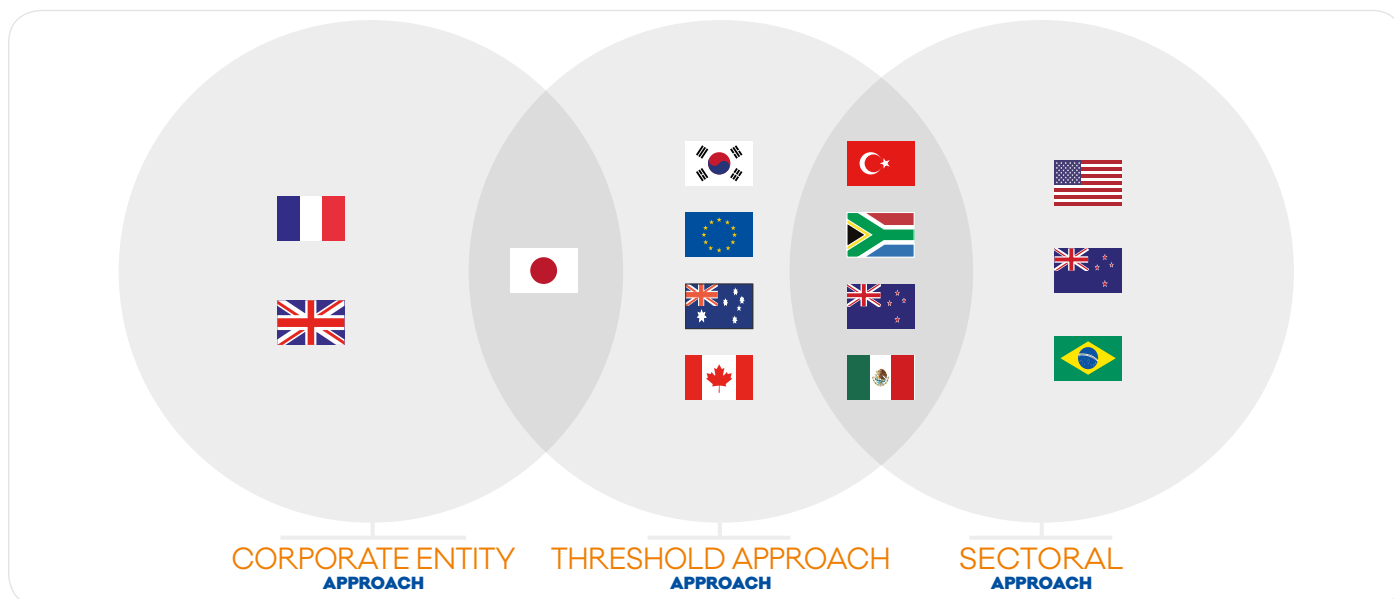 CORPORATE ENTITY
APPROACH
THRESHOLD APPROACH
APPROACH
SECTORAL
APPROACH